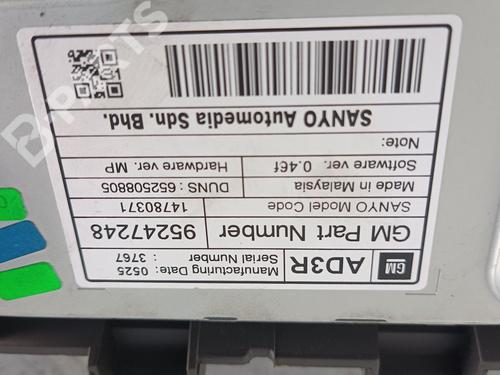 GM
AD3R
Manufacturing Date: 0525
Serial Number : 3767
GM Part Number 95247248
SANYO Model Code 14780371
Made in Malaysia DUNS : 652508805
Software ver. 0.46f Hardware ver. MP
Note:
SANYO Automedia Sdn. Bhd.
B-PARTS